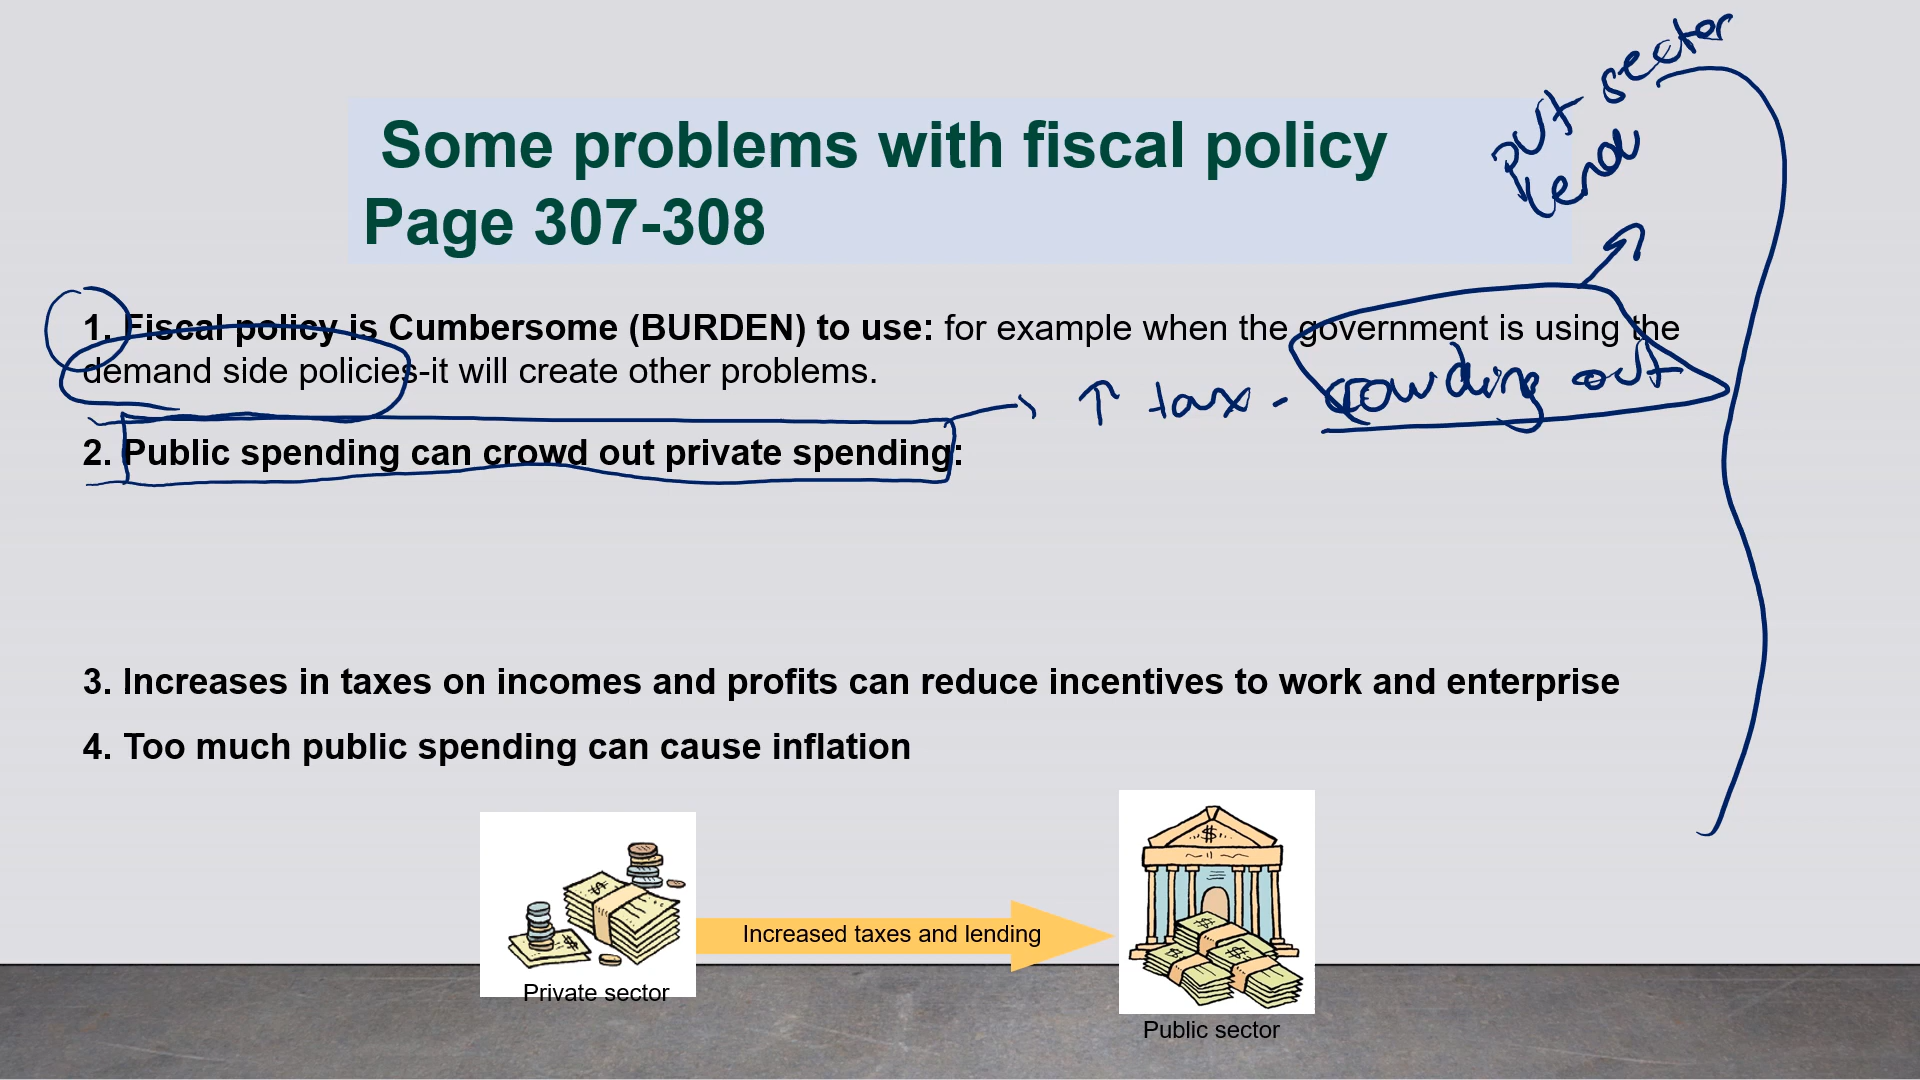 sector
lend
Some problems with fiscal policy
Page 307-308
1. Fiscal policy is Cumbersome (BURDEN) to use: for example when the government is using the
demand side policies-it will create other problems.
↑ tax - crowding out
2. Public spending can crowd out private spending:
3. Increases in taxes on incomes and profits can reduce incentives to work and enterprise
4. Too much public spending can cause inflation
Increased taxes and lending
Private sector
Public sector